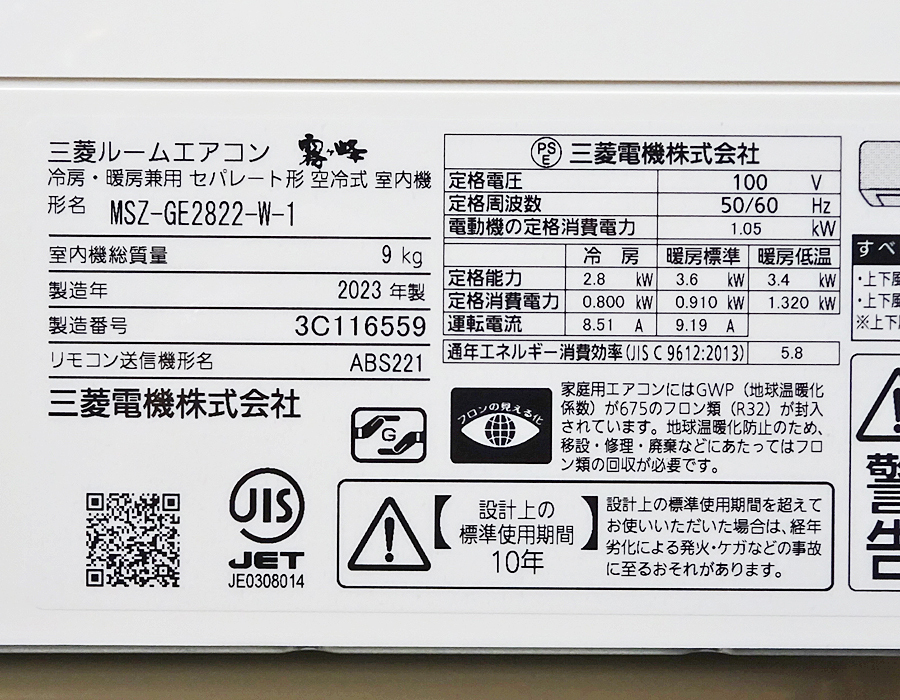 三菱ルームエアコン 霧ヶ峰
冷房・暖房兼用 セパレート形 空冷式 室内機
形名 MSZ-GE2822-W-1
室内機総質量 9 kg
製造年 2023 年製
製造番号 3C116559
リモコン送信機形名 ABS221
三菱電機株式会社
G
JIS
JET
JE0308014
PSE 三菱電機株式会社
定格電圧 100 V
定格周波数 50/60 Hz
電動機の定格消費電力 1.05 kW
冷 房 暖房標準 暖房低温
定格能力 2.8 kW 3.6 kW 3.4 kW
定格消費電力 0.800 kW 0.910 kW 1.320 kW
運転電流 8.51 A 9.19 A
通年エネルギー消費効率(JIS C 9612:2013) 5.8
フロンの見える化
家庭用エアコンにはGWP(地球温暖化
係数)が675のフロン類(R32)が封入
されています。地球温暖化防止のため、
移設・修理・廃棄などにあたってはフロ
ン類の回収が必要です。
【設計上の
標準使用期間】
10年
設計上の標準使用期間を超えて
お使いいただいた場合は、経年
劣化による発火・ケガなどの事故
に至るおそれがあります。
すべ
・上下風
・上下風
※上下
警
告